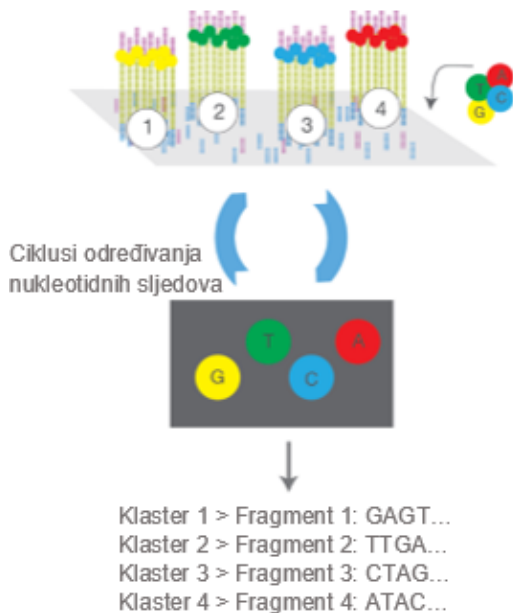 A
T
C
G
1
2
3
4
Ciklusi određivanja
nukleotidnih sljedova
T
A
G
C
Klaster 1 > Fragment 1: GAGT...
Klaster 2 > Fragment 2: TTGA...
Klaster 3 > Fragment 3: CTAG...
Klaster 4 > Fragment 4: ATAC...